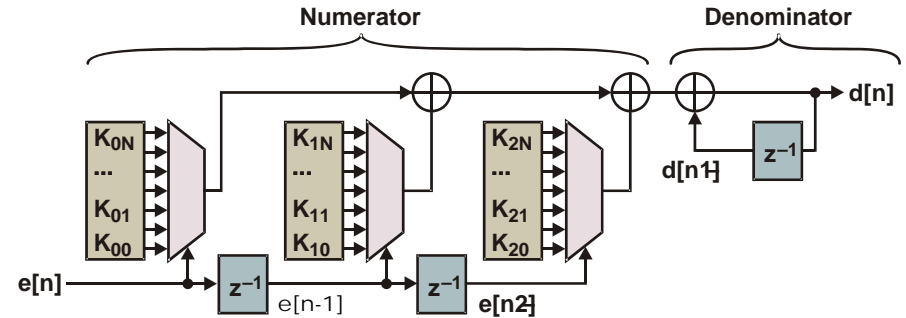 Numerator
Denominator
d[n]
K0N
...
K01
K00
K1N
...
K11
K10
K2N
...
K21
K20
z–1
d[n1-]
e[n]
z–1
e[n-1]
z–1
e[n2-]